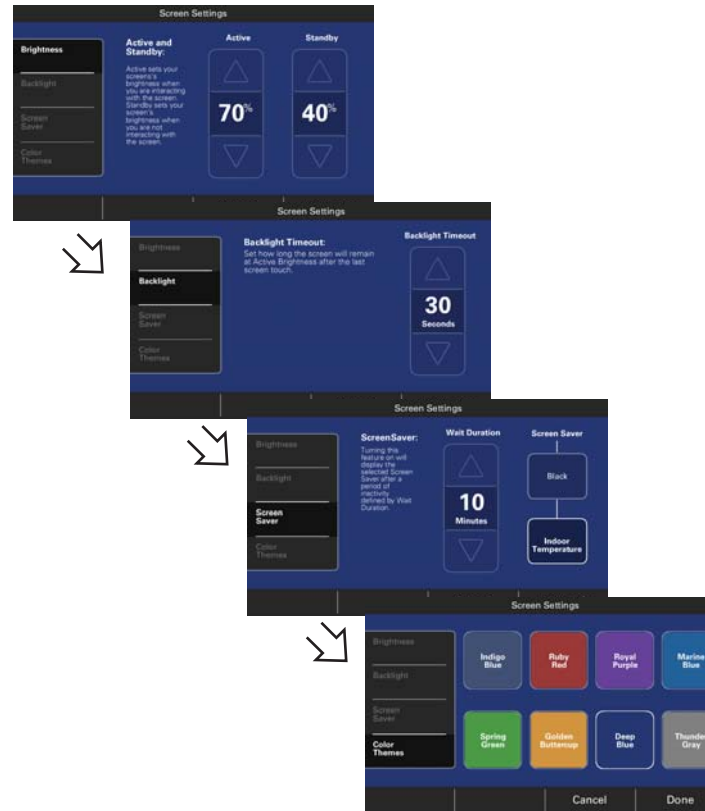 Screen Settings
Brightness
Backlight
Screen
Saver
Color
Themes
Active and
Standby:
Active sets your
screens's
brightness when
you are interacting
with the screen.
Standby sets your
screen's
brightness when
you are not
interacting with
the screen.
Active
70%
Standby
40%
Screen Settings
Brightness
Backlight
Screen
Saver
Color
Themes
Backlight Timeout:
Set how long the screen will remain
at Active Brightness after the last
screen touch.
Backlight Timeout
30
Seconds
Screen Settings
Brightness
Backlight
Screen
Saver
Color
Themes
ScreenSaver:
Turning this
feature on will
display the
selected Screen
Saver after a
period of
inactivity
defined by Wait
Duration.
Wait Duration
10
Minutes
Screen Saver
Black
Indoor
Temperature
Screen Settings
Brightness
Backlight
Screen
Saver
Color
Themes
Indigo
Blue
Ruby
Red
Royal
Purple
Marine
Blue
Spring
Green
Golden
Buttercup
Deep
Blue
Thunder
Gray
Cancel
Done